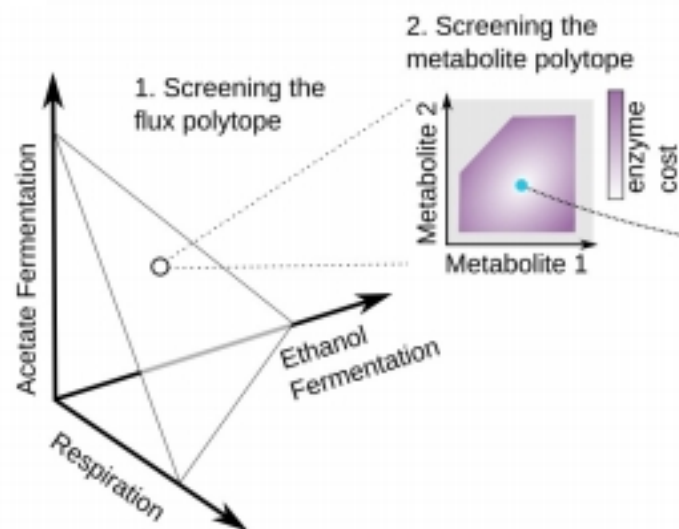 1. Screening the
flux polytope
2. Screening the
metabolite polytope
Metabolite 2
Metabolite 1
enzyme
cost
Acetate Fermentation
Ethanol
Fermentation
Respiration